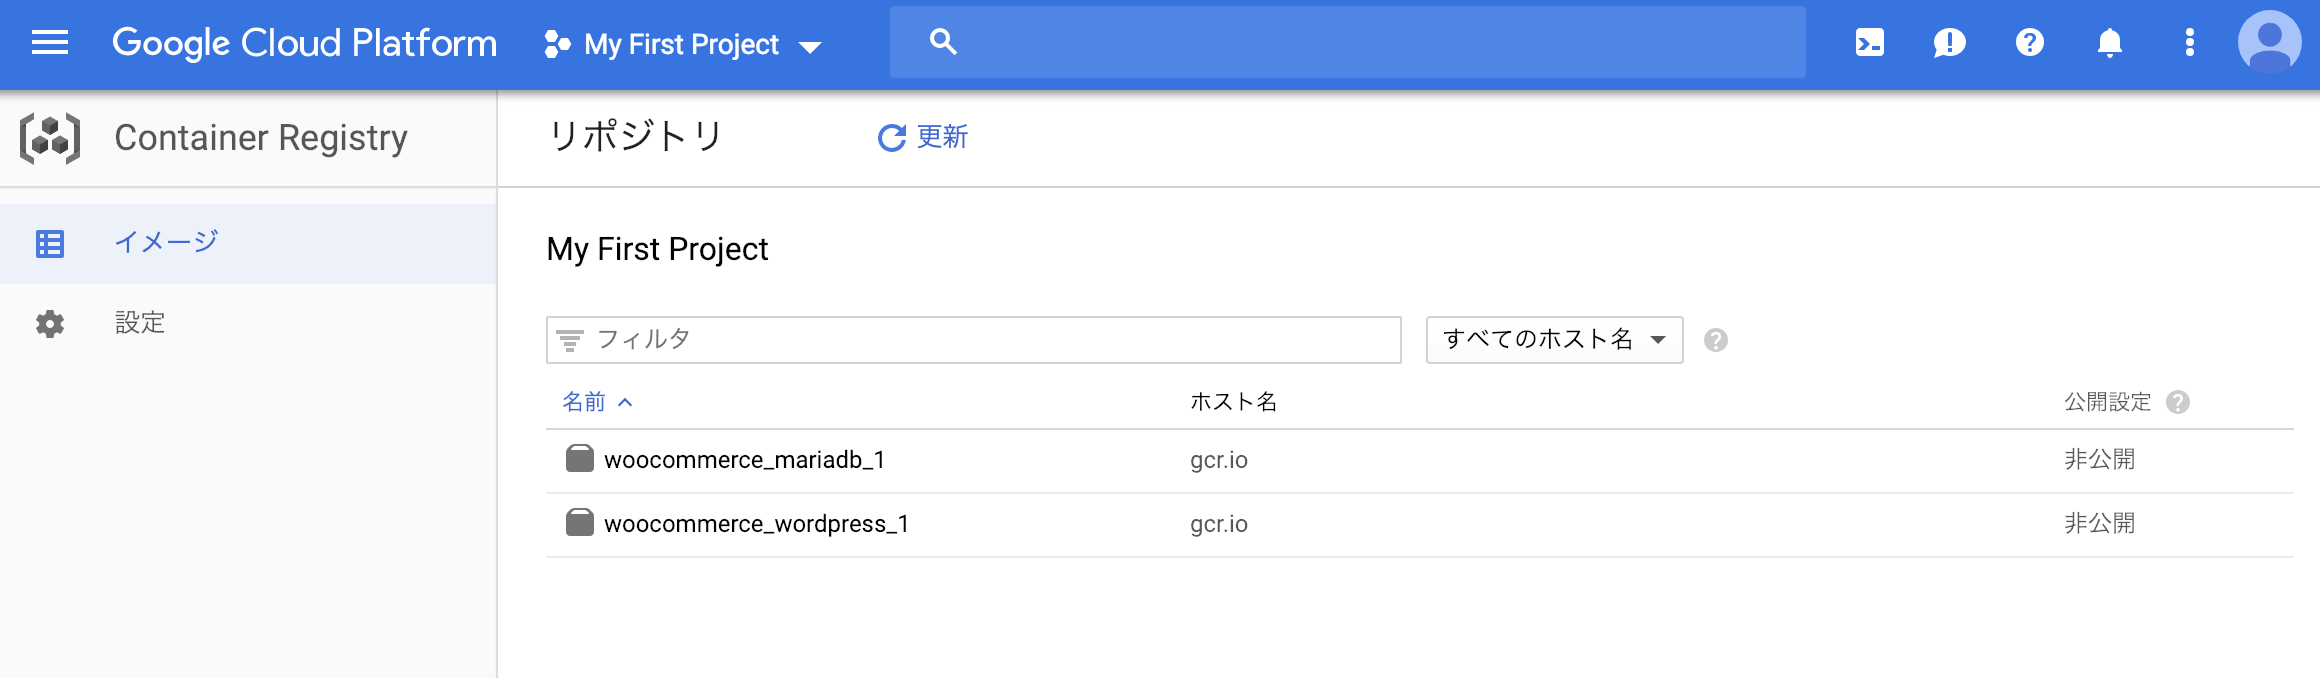 Google Cloud Platform My First Project
Container Registry
リポジトリ 更新
イメージ
設定
My First Project
フィルタ すべてのホスト名
名前 ホスト名 公開設定
woocommerce_mariadb_1 gcr.io 非公開
woocommerce_wordpress_1 gcr.io 非公開